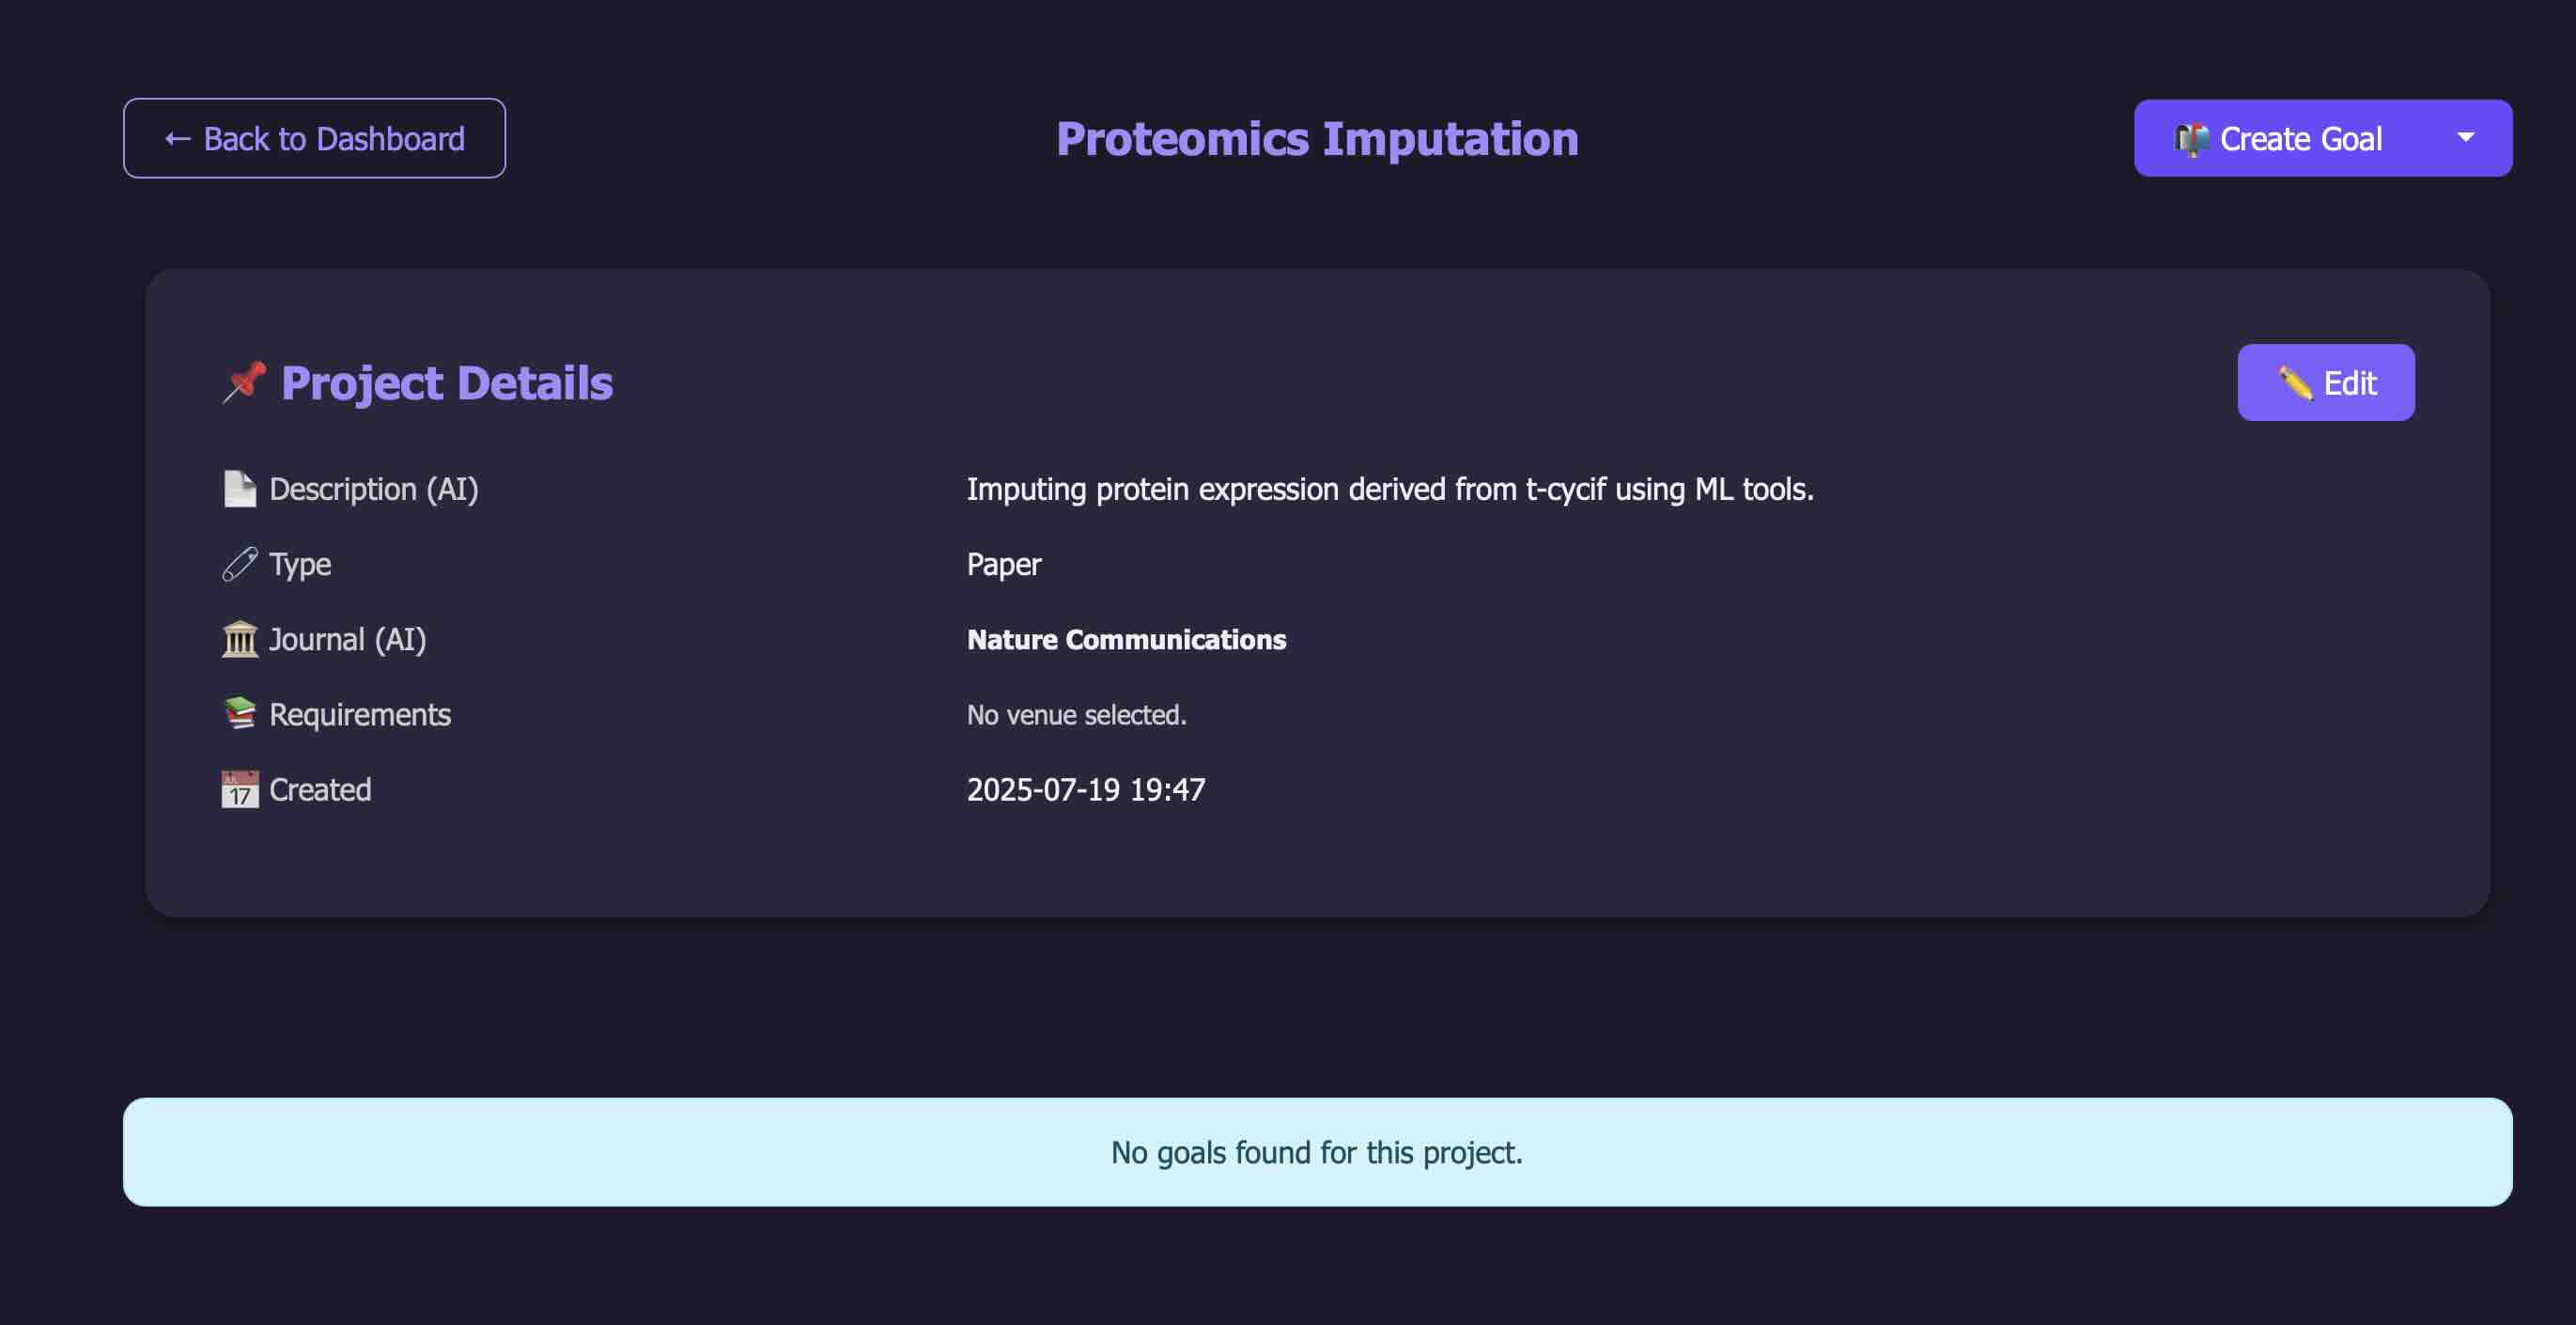 ← Back to Dashboard
Proteomics Imputation
📬 Create Goal
📌 Project Details
✏️ Edit
📄 Description (AI) Imputing protein expression derived from t-cycif using ML tools.
🧷 Type Paper
🏛️ Journal (AI) Nature Communications
📚 Requirements No venue selected.
📅 Created 2025-07-19 19:47
No goals found for this project.